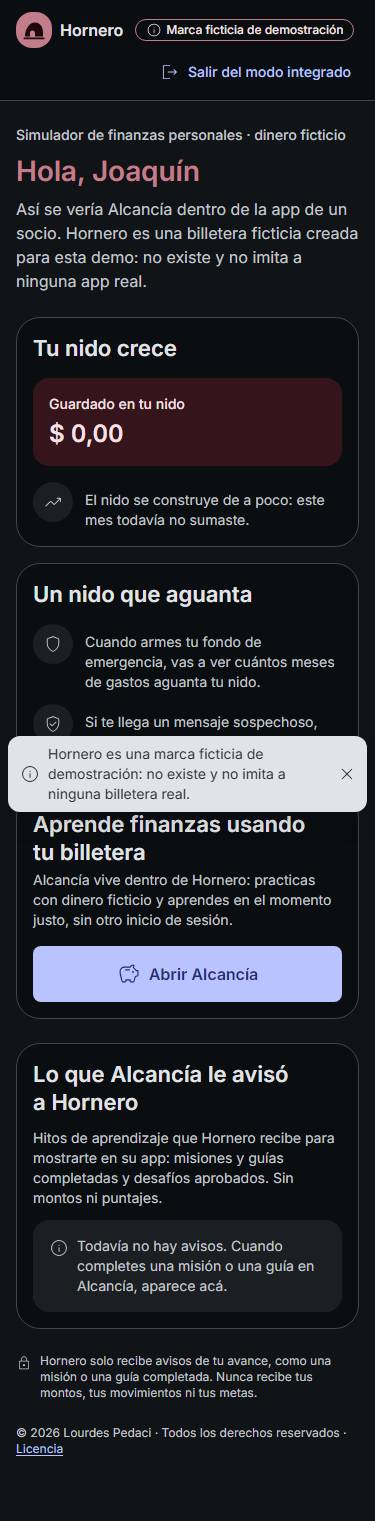 Hornero
Marca ficticia de demostración
Salir del modo integrado
Simulador de finanzas personales · dinero ficticio
Hola, Joaquín
Así se vería Alcancía dentro de la app de un
socio. Hornero es una billetera ficticia creada
para esta demo: no existe y no imita a
ninguna app real.
Tu nido crece
Guardado en tu nido
$ 0,00
El nido se construye de a poco: este
mes todavía no sumaste.
Un nido que aguanta
Cuando armes tu fondo de
emergencia, vas a ver cuántos meses
de gastos aguanta tu nido.
Si te llega un mensaje sospechoso,
Hornero es una marca ficticia de
demostración: no existe y no imita a
ninguna billetera real.
Aprende finanzas usando
tu billetera
Alcancía vive dentro de Hornero: practicas
con dinero ficticio y aprendes en el momento
justo, sin otro inicio de sesión.
Abrir Alcancía
Lo que Alcancía le avisó
a Hornero
Hitos de aprendizaje que Hornero recibe para
mostrarte en su app: misiones y guías
completadas y desafíos aprobados. Sin
montos ni puntajes.
Todavía no hay avisos. Cuando
completes una misión o una guía en
Alcancía, aparece acá.
Hornero solo recibe avisos de tu avance, como una
misión o una guía completada. Nunca recibe tus
montos, tus movimientos ni tus metas.
© 2026 Lourdes Pedaci · Todos los derechos reservados ·
Licencia